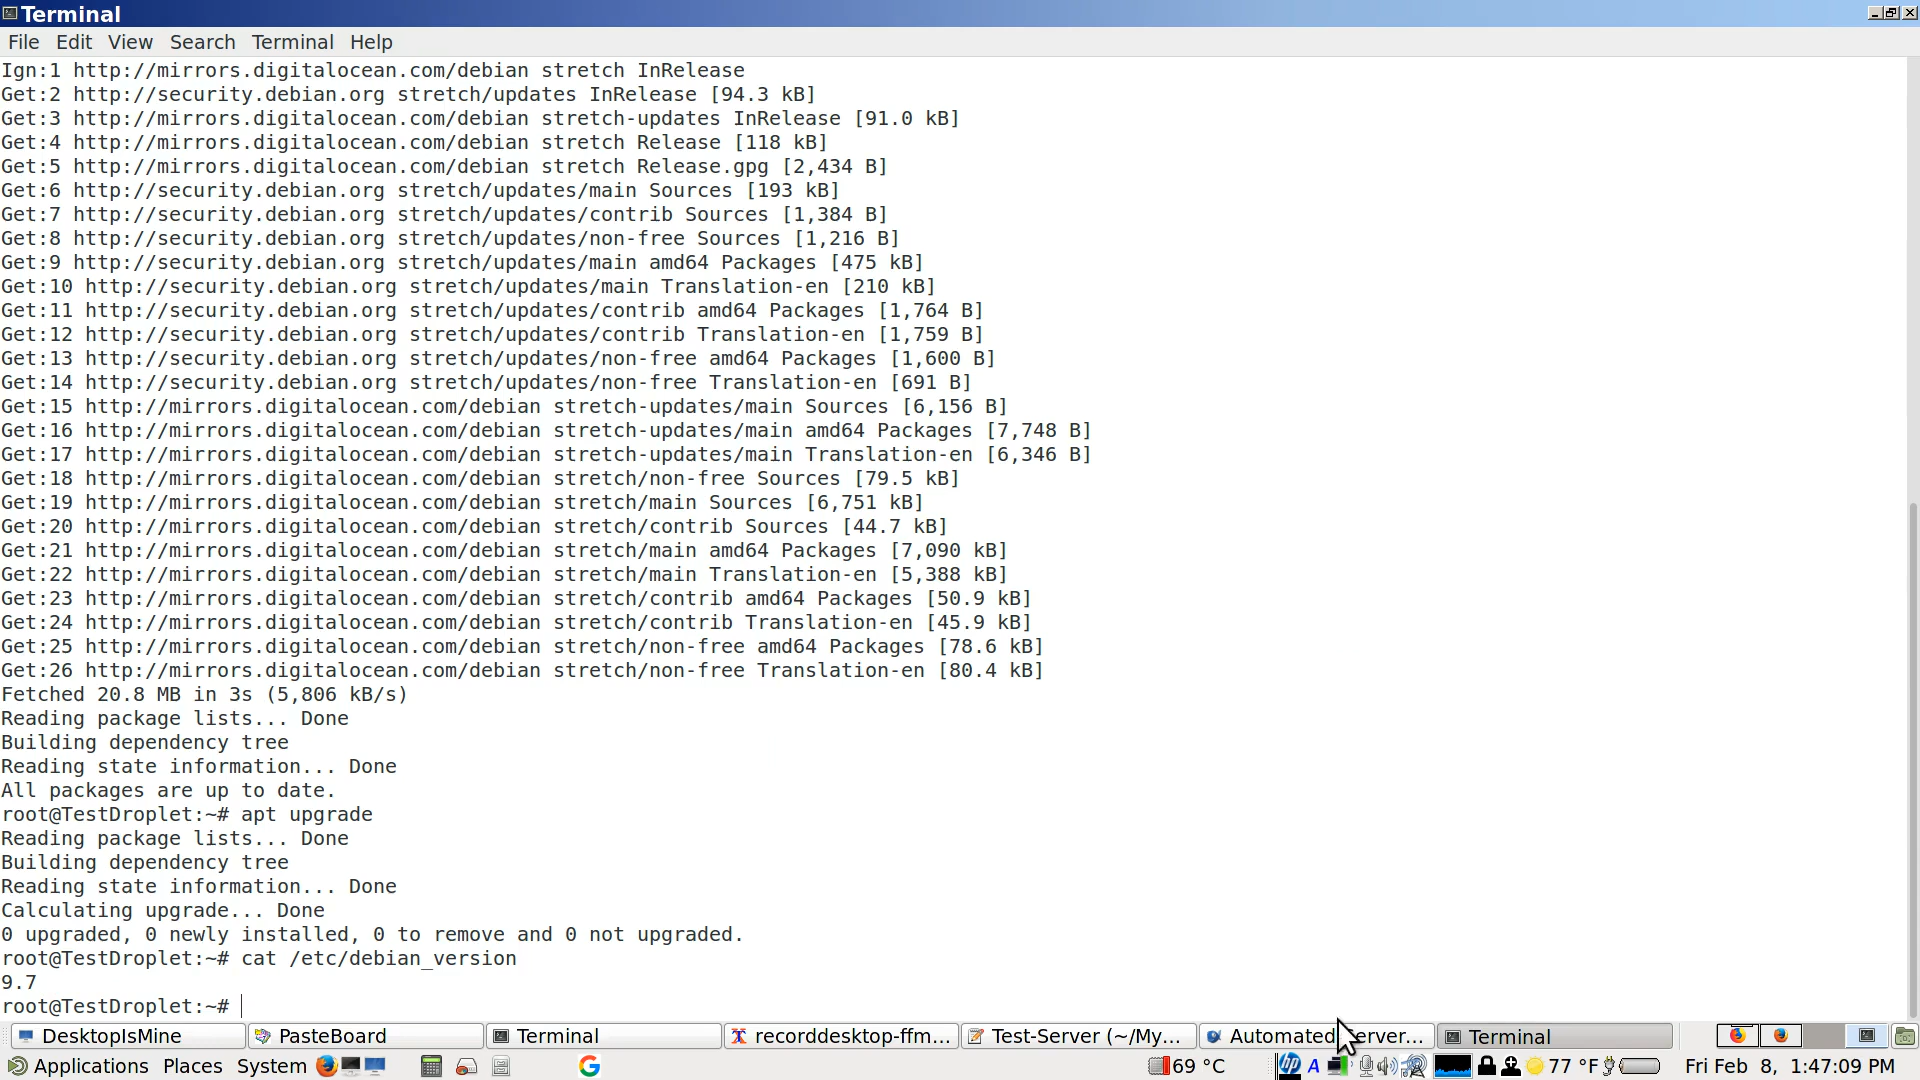 Terminal
File Edit View Search Terminal Help
Ign:1 http://mirrors.digitalocean.com/debian stretch InRelease
Get:2 http://security.debian.org stretch/updates InRelease [94.3 kB]
Get:3 http://mirrors.digitalocean.com/debian stretch-updates InRelease [91.0 kB]
Get:4 http://mirrors.digitalocean.com/debian stretch Release [118 kB]
Get:5 http://mirrors.digitalocean.com/debian stretch Release.gpg [2,434 B]
Get:6 http://security.debian.org stretch/updates/main Sources [193 kB]
Get:7 http://security.debian.org stretch/updates/contrib Sources [1,384 B]
Get:8 http://security.debian.org stretch/updates/non-free Sources [1,216 B]
Get:9 http://security.debian.org stretch/updates/main amd64 Packages [475 kB]
Get:10 http://security.debian.org stretch/updates/main Translation-en [210 kB]
Get:11 http://security.debian.org stretch/updates/contrib amd64 Packages [1,764 B]
Get:12 http://security.debian.org stretch/updates/contrib Translation-en [1,759 B]
Get:13 http://security.debian.org stretch/updates/non-free amd64 Packages [1,600 B]
Get:14 http://security.debian.org stretch/updates/non-free Translation-en [691 B]
Get:15 http://mirrors.digitalocean.com/debian stretch-updates/main Sources [6,156 B]
Get:16 http://mirrors.digitalocean.com/debian stretch-updates/main amd64 Packages [7,748 B]
Get:17 http://mirrors.digitalocean.com/debian stretch-updates/main Translation-en [6,346 B]
Get:18 http://mirrors.digitalocean.com/debian stretch/non-free Sources [79.5 kB]
Get:19 http://mirrors.digitalocean.com/debian stretch/main Sources [6,751 kB]
Get:20 http://mirrors.digitalocean.com/debian stretch/contrib Sources [44.7 kB]
Get:21 http://mirrors.digitalocean.com/debian stretch/main amd64 Packages [7,090 kB]
Get:22 http://mirrors.digitalocean.com/debian stretch/main Translation-en [5,388 kB]
Get:23 http://mirrors.digitalocean.com/debian stretch/contrib amd64 Packages [50.9 kB]
Get:24 http://mirrors.digitalocean.com/debian stretch/contrib Translation-en [45.9 kB]
Get:25 http://mirrors.digitalocean.com/debian stretch/non-free amd64 Packages [78.6 kB]
Get:26 http://mirrors.digitalocean.com/debian stretch/non-free Translation-en [80.4 kB]
Fetched 20.8 MB in 3s (5,806 kB/s)
Reading package lists... Done
Building dependency tree
Reading state information... Done
All packages are up to date.
root@TestDroplet:~# apt upgrade
Reading package lists... Done
Building dependency tree
Reading state information... Done
Calculating upgrade... Done
0 upgraded, 0 newly installed, 0 to remove and 0 not upgraded.
root@TestDroplet:~# cat /etc/debian_version
9.7
root@TestDroplet:~#
DesktopIsMine PasteBoard Terminal recorddesktop-ffm... Test-Server (~/My... Automated Server... Terminal
Applications Places System G 69 °C hp A 77 °F Fri Feb 8, 1:47:09 PM